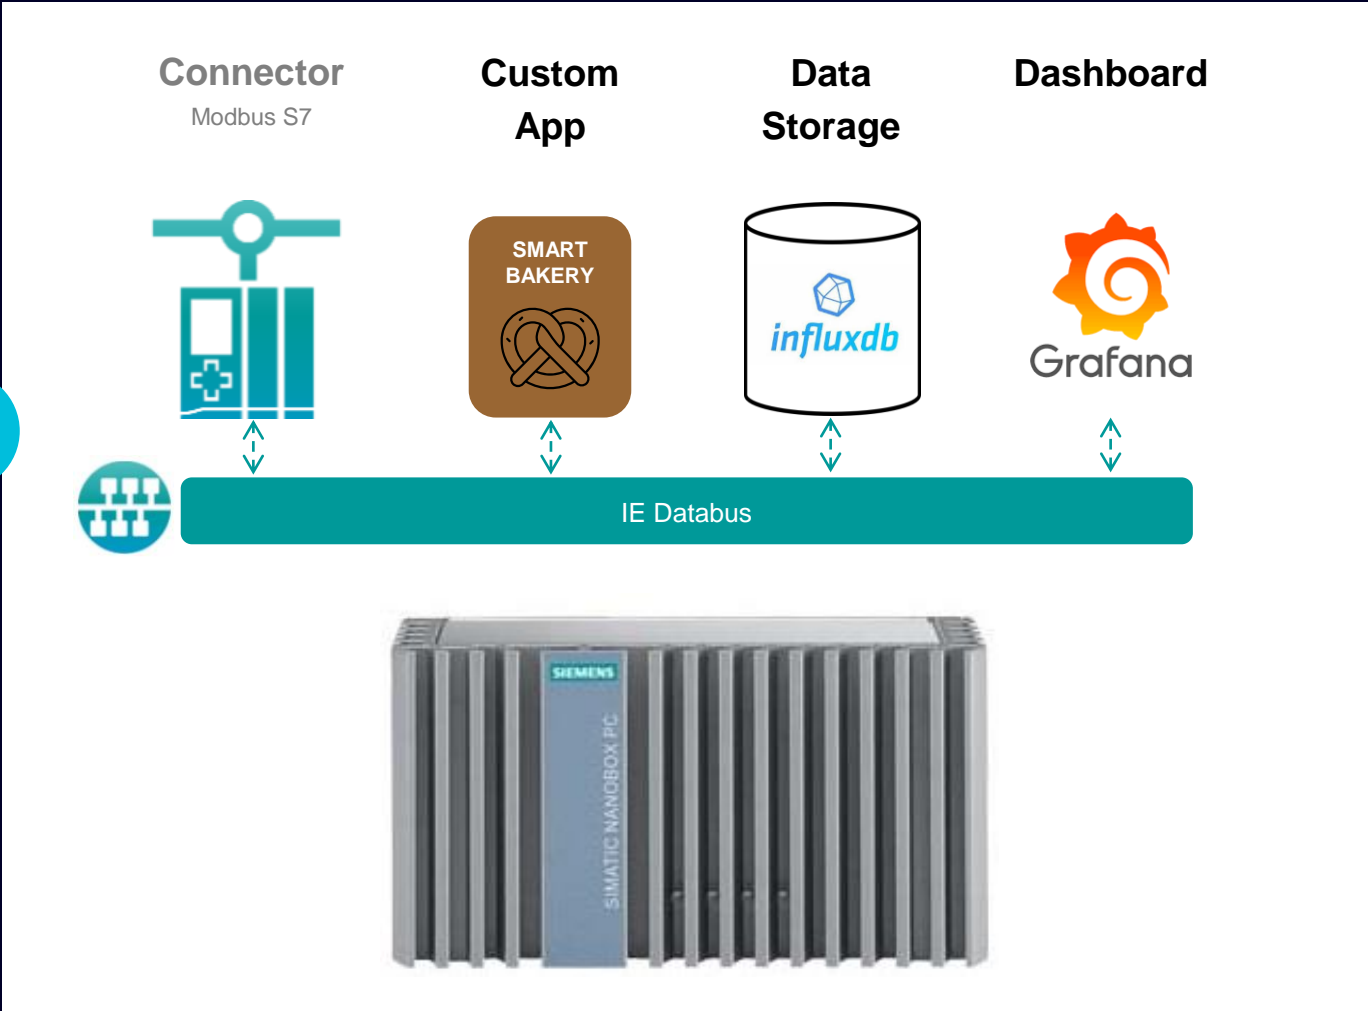 Connector
Modbus S7
Custom
App
Data
Storage
Dashboard
SMART
BAKERY
influxdb
Grafana
IE Databus
SIEMENS
SIMATIC NANOBOX PC